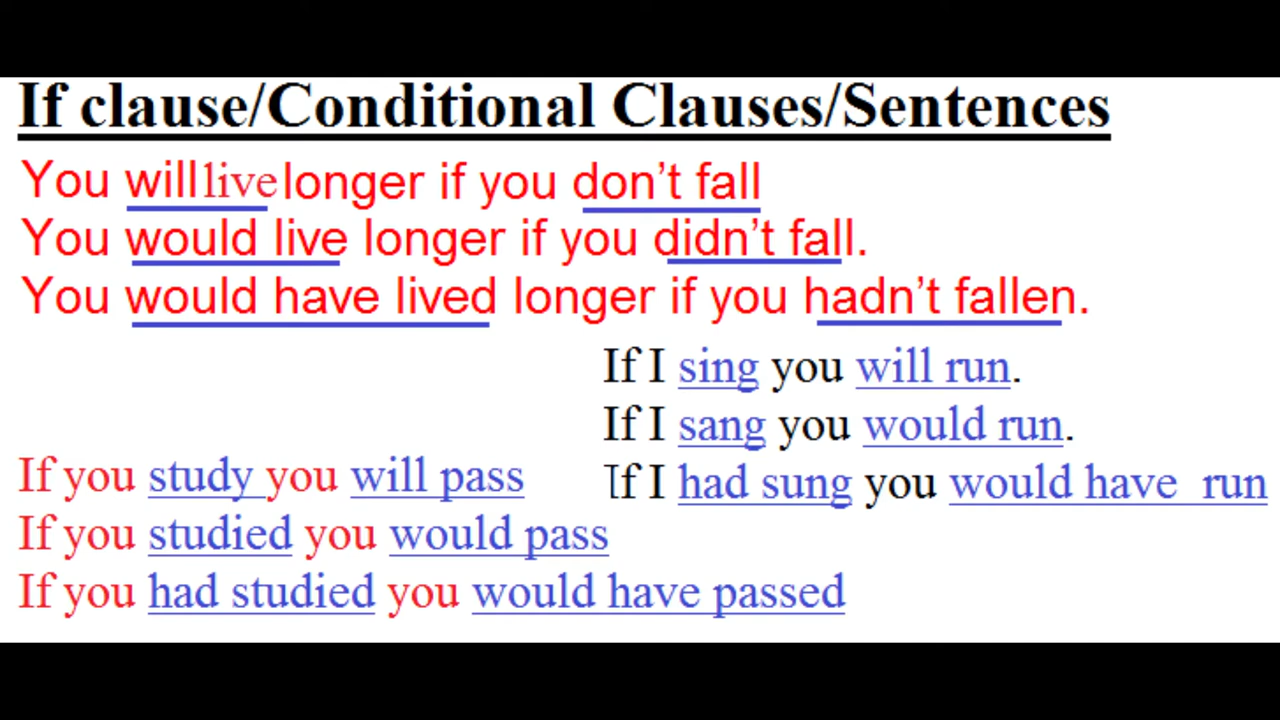 If clause/Conditional Clauses/Sentences
You will live longer if you don't fall
You would live longer if you didn't fall.
You would have lived longer if you hadn't fallen.
If I sing you will run.
If I sang you would run.
If I had sung you would have run
If you study you will pass
If you studied you would pass
If you had studied you would have passed